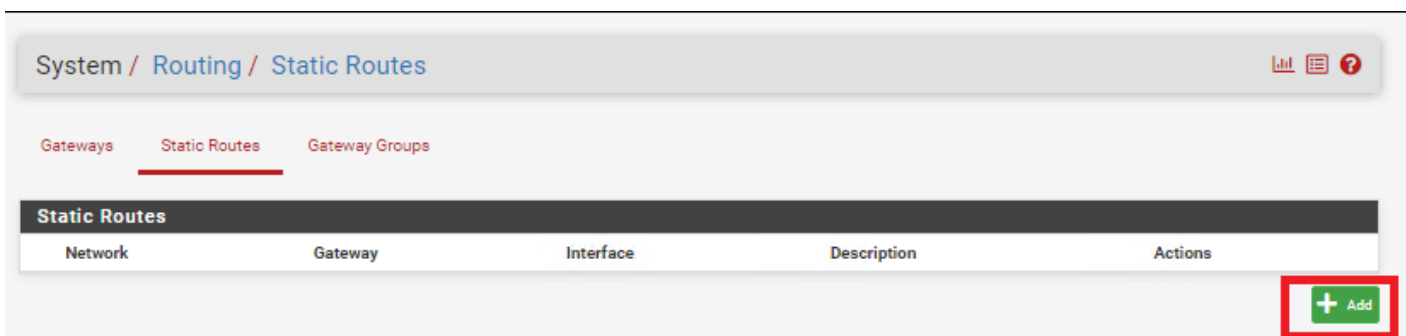 System / Routing / Static Routes
Gateways Static Routes Gateway Groups
Static Routes
Network Gateway Interface Description Actions
Add